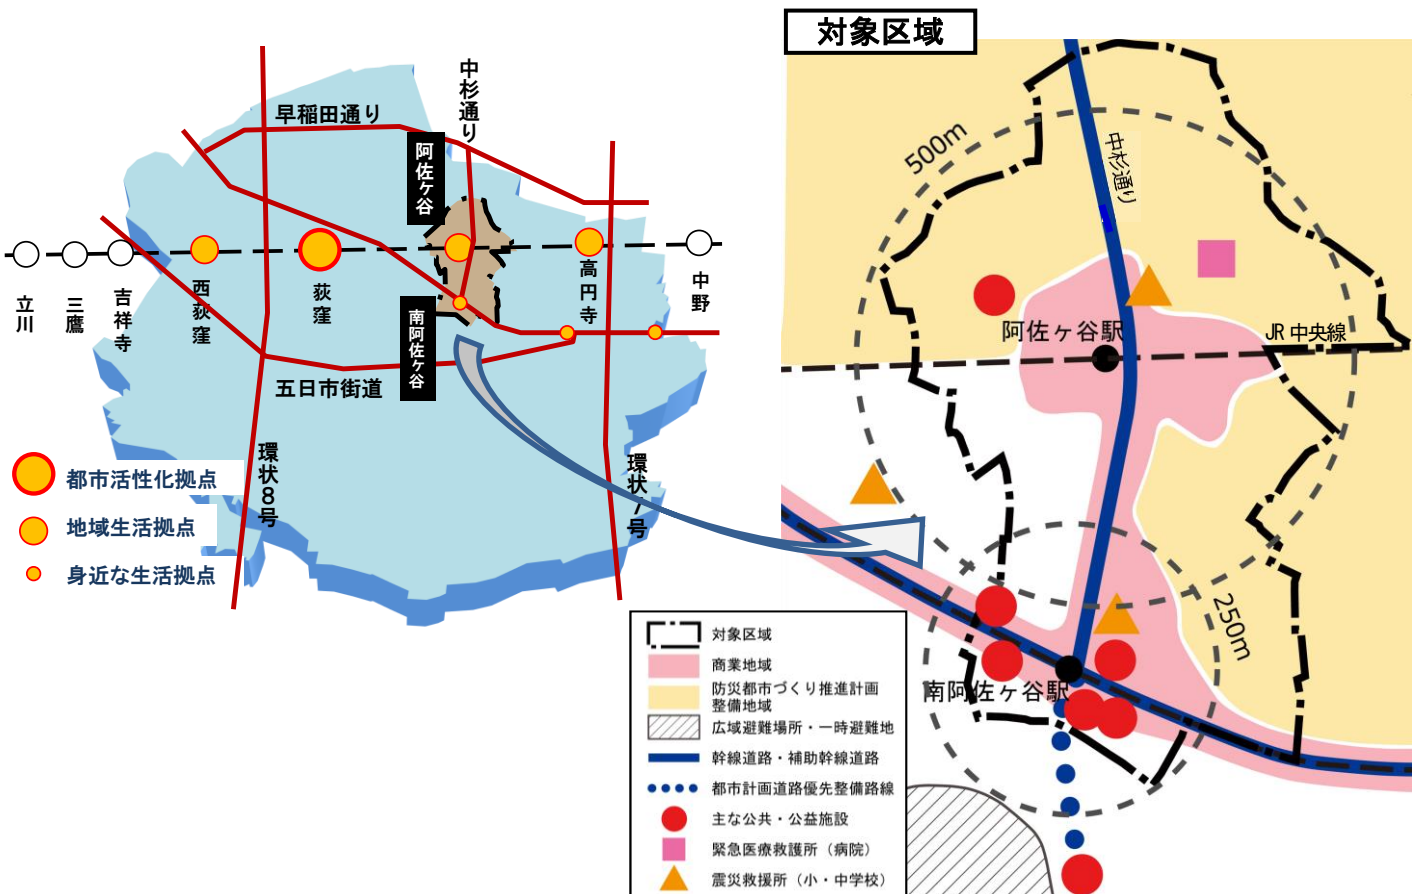 対象区域
早稲田通り
中杉通り
阿佐ヶ谷
立川
三鷹
吉祥寺
西荻窪
荻窪
高円寺
中野
南阿佐ヶ谷
五日市街道
環状8号
環状7号
都市活性化拠点
地域生活拠点
身近な生活拠点
500m
中杉通り
阿佐ヶ谷駅
JR 中央線
250m
南阿佐ヶ谷駅
対象区域
商業地域
防災都市づくり推進計画
整備地域
広域避難場所・一時避難地
幹線道路・補助幹線道路
都市計画道路優先整備路線
主な公共・公益施設
緊急医療救護所（病院）
震災救援所（小・中学校）